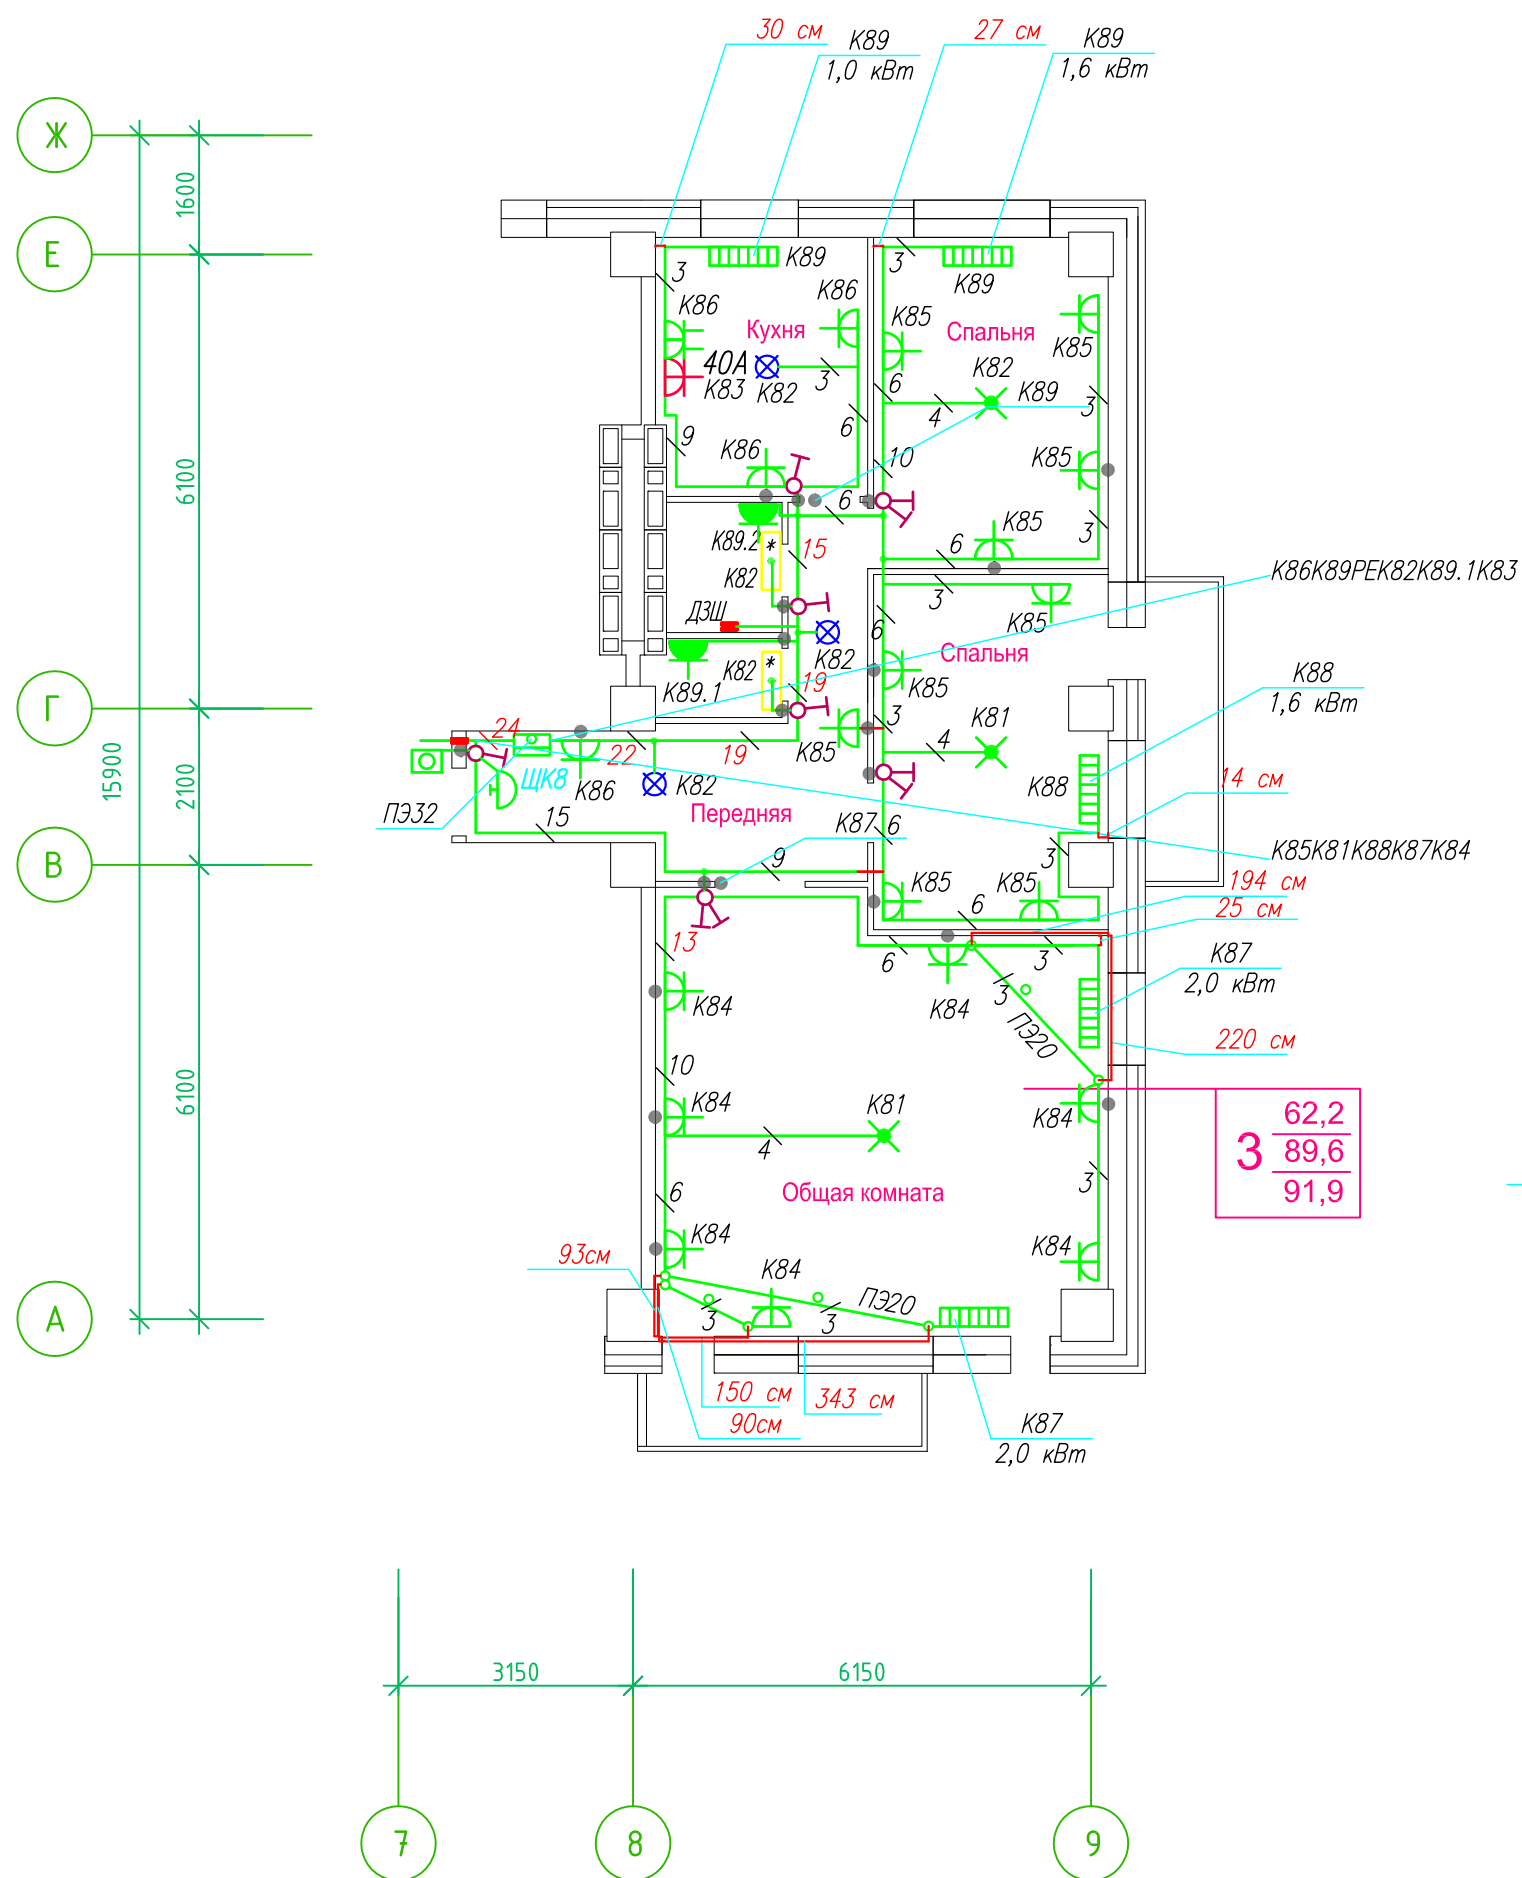 30 см
К89
1,0 кВт
27 см
К89
1,6 кВт
Ж
1600
Е
К89
К89
3
3
К86
К86
К85
К85
Кухня
Спальня
40А
К83
К82
3
К82
К89
6
4
3
9
6
К86
10
К85
6100
6
3
К85
К89.2
*
15
6
К82
3
К85
К86К89РЕК82К89.1К83
ДЗШ
6
К82
Спальня
*
К82
К89.1
19
К85
К88
1,6 кВт
Г
24
22
19
К85
3
4
К81
15900
2100
ЩК8
К86
К82
К88
14 см
ПЭ32
15
Передняя
К87
6
В
9
3
К85К81К88К87К84
К85
К85
194 см
25 см
6
13
6
3
К87
2,0 кВт
К84
К84
3
ПЭ20
220 см
10
6100
К84
К81
К84
62,2
3
89,6
91,9
4
3
6
Общая комната
К84
К84
93см
К84
А
3
3
ПЭ20
150 см
343 см
90см
К87
2,0 кВт
3150
6150
7
8
9